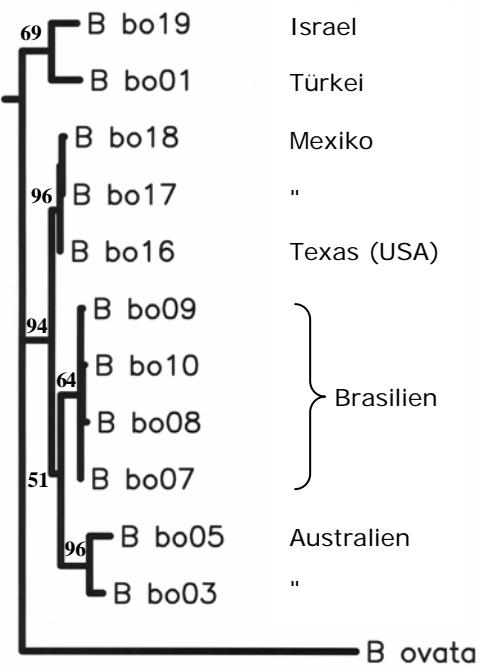 69 B bo19 Israel
B bo01 Türkei
B bo18 Mexiko
96 B bo17 "
B bo16 Texas (USA)
B bo09
94
B bo10
64
Brasilien
B bo08
51 B bo07
B bo05 Australien
96
B bo03 "
B ovata